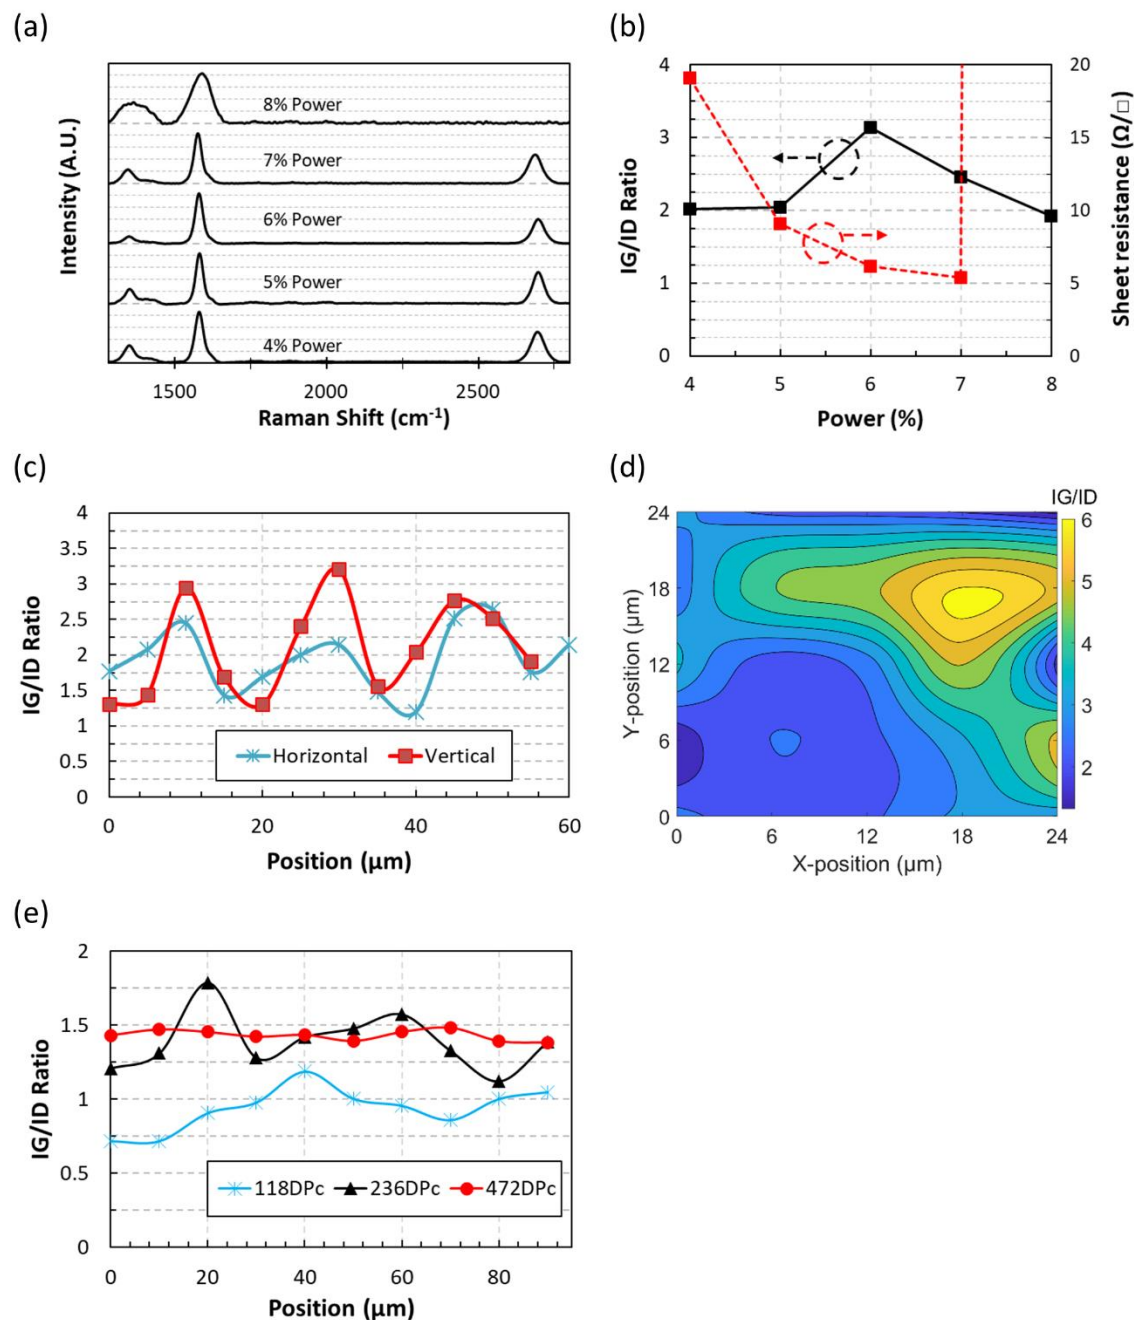 (a)
8% Power
7% Power
6% Power
5% Power
4% Power
Intensity (A.U.)
1500
2000
2500
Raman Shift (cm⁻¹)
(b)
4
3
2
1
0
IG/ID Ratio
20
15
10
5
0
Sheet resistance (Ω/□)
4
5
6
7
8
Power (%)
(c)
4
3.5
3
2.5
2
1.5
1
0.5
0
IG/ID Ratio
Horizontal
Vertical
0
20
40
60
Position (µm)
(d)
IG/ID
24
18
12
6
0
Y-position (µm)
6
5
4
3
2
0
6
12
18
24
X-position (µm)
(e)
2
1.5
1
0.5
0
IG/ID Ratio
118DPc
236DPc
472DPc
0
20
40
60
80
Position (µm)